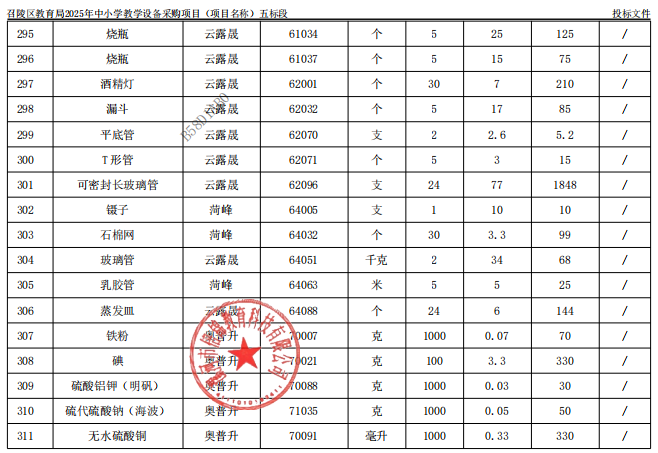 召陵区教育局2025年中小学教学设备采购项目（项目名称）五标段 投标文件
295 烧瓶 云露晟 61034 个 5 25 125 /
296 烧瓶 云露晟 61037 个 5 15 75 /
297 酒精灯 云露晟 62001 个 30 7 210 /
298 漏斗 云露晟 62032 个 5 17 85 /
299 平底管 云露晟 62070 支 2 2.6 5.2 /
300 T形管 云露晟 62071 个 5 3 15 /
301 可密封长玻璃管 云露晟 62096 支 24 77 1848 /
302 镊子 菏峰 64005 支 1 10 10 /
303 石棉网 菏峰 64032 个 30 3.3 99 /
304 玻璃管 云露晟 64051 千克 2 34 68 /
305 乳胶管 菏峰 64063 米 5 5 25 /
306 蒸发皿 云露晟 64088 个 24 6 144 /
307 铁粉 奥普升 70007 克 1000 0.07 70 /
308 碘 奥普升 70021 克 100 3.3 330 /
309 硫酸铝钾（明矾） 奥普升 70088 克 1000 0.03 30 /
310 硫代硫酸钠（海波） 奥普升 71035 克 1000 0.05 50 /
311 无水硫酸铜 奥普升 70091 毫升 1000 0.33 330 /